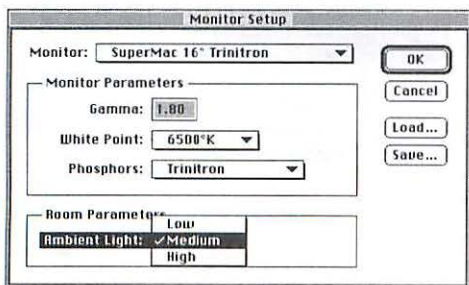 Monitor Setup
Monitor: SuperMac 16" Trinitron
OK
Cancel
Load...
Save...
Monitor Parameters
Gamma: 1.80
White Point: 6500°K
Phosphors: Trinitron
Room Parameters
Low
Ambient Light: ✓Medium
High